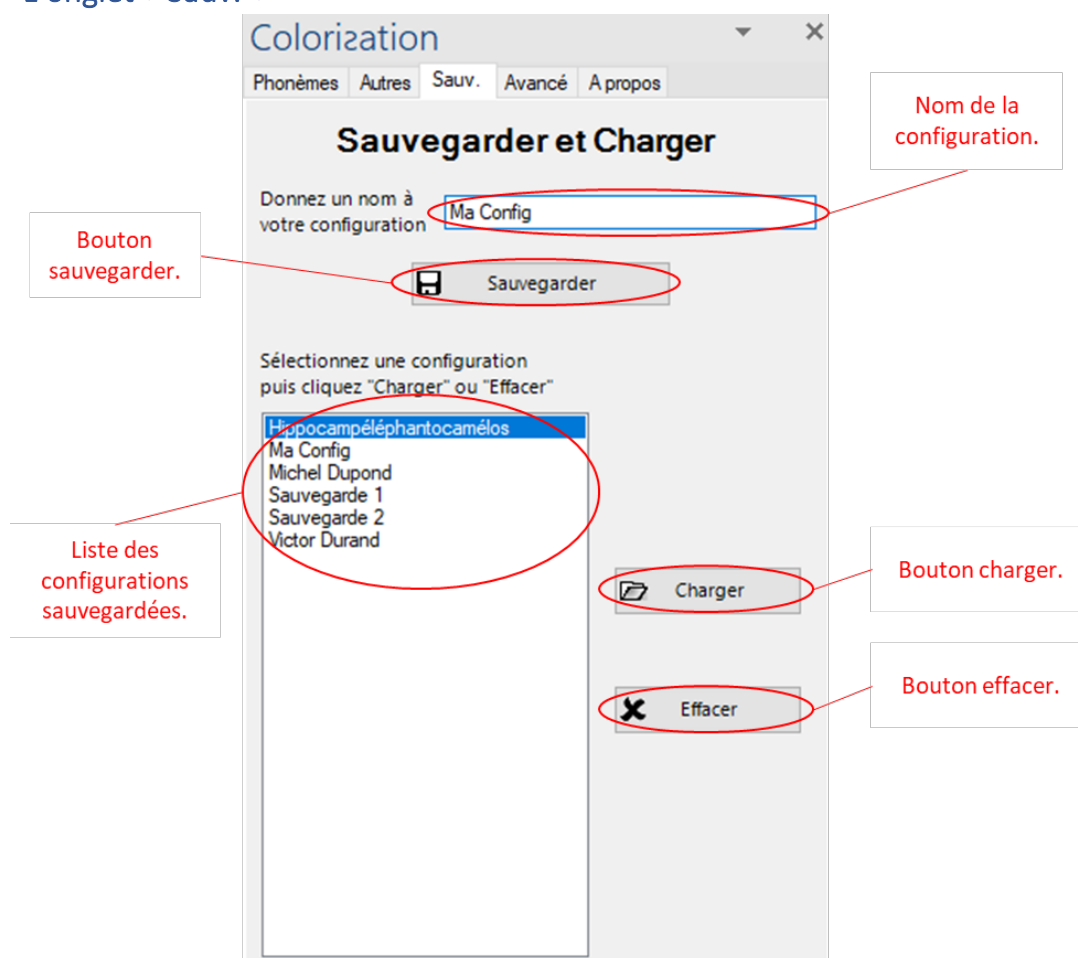 L'onglet « Sauv. »
Colorization
Phonèmes Autres Sauv. Avancé A propos
Nom de la
configuration.
Sauvegarder et Charger
Donnez un nom à
votre configuration
Ma Config
Bouton
sauvegarder.
Sauvegarder
Sélectionnez une configuration
puis cliquez "Charger" ou "Effacer"
Hippocampéléphantocamélos
Ma Config
Michel Dupond
Sauvegarde 1
Sauvegarde 2
Victor Durand
Liste des
configurations
sauvegardées.
Charger
Bouton charger.
Effacer
Bouton effacer.